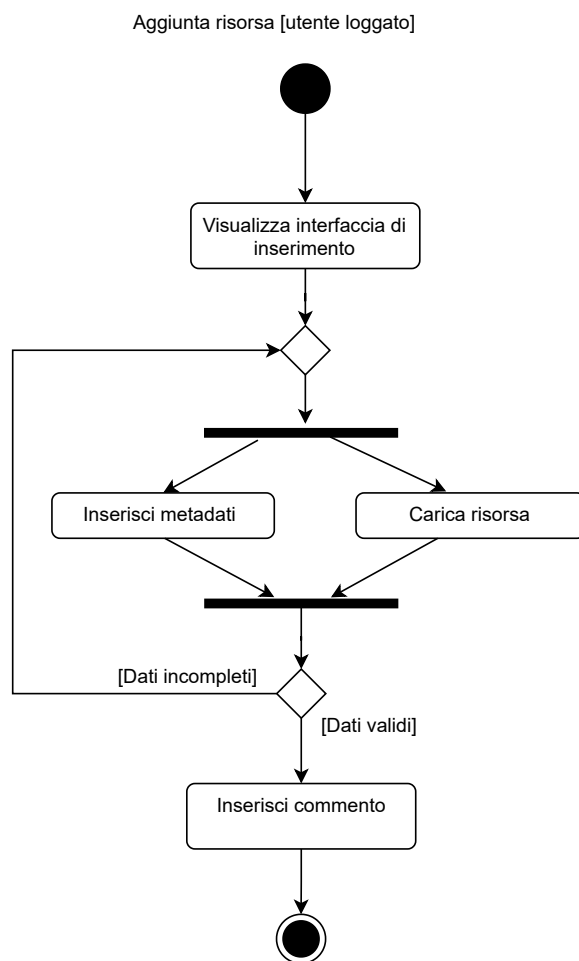 Aggiunta risorsa [utente loggato]
Visualizza interfaccia di
inserimento
Inserisci metadati
Carica risorsa
[Dati incompleti]
[Dati validi]
Inserisci commento